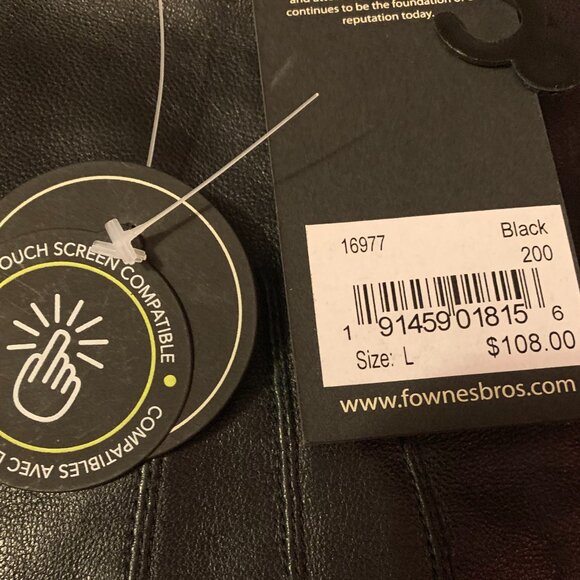 continues to be the foundation of
reputation today.
TOUCH SCREEN COMPATIBLE
COMPATIBLES AVEC
16977
Black
200
1 91459 01815 6
Size: L
$108.00
www.fownesbros.com